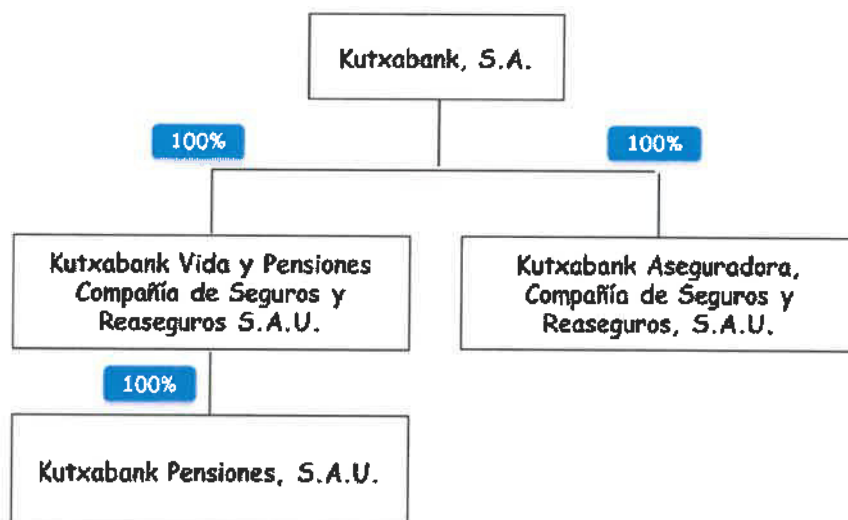 Kutxabank, S.A.
100%
100%
Kutxabank Vida y Pensiones
Compañía de Seguros y
Reaseguros S.A.U.
Kutxabank Aseguradora,
Compañía de Seguros y
Reaseguros, S.A.U.
100%
Kutxabank Pensiones, S.A.U.